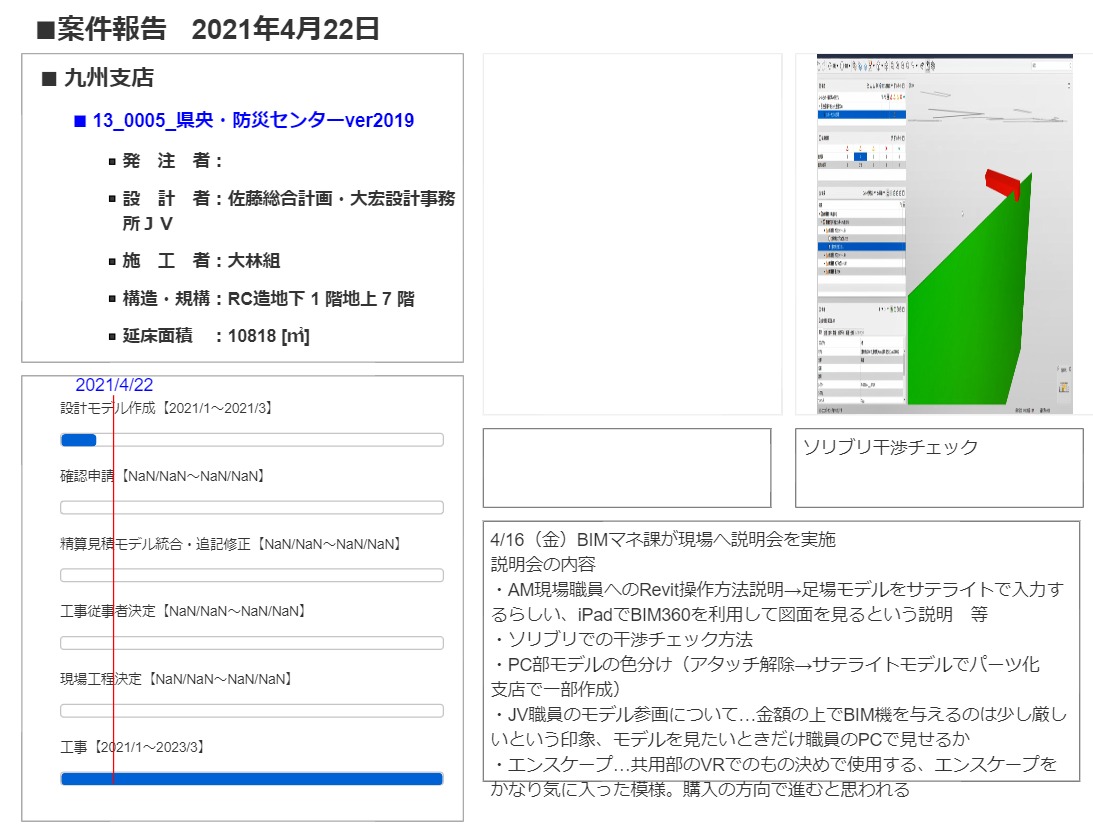 ■案件報告　2021年4月22日
■ 九州支店
■ 13_0005_県央・防災センターver2019
■ 発　注　者：
■ 設　計　者：佐藤総合計画・大宏設計事務
所ＪＶ
■ 施　工　者：大林組
■ 構造・規構：RC造地下 1 階地上 7 階
■ 延床面積　：10818 [㎡]
2021/4/22
設計モデル作成【2021/1～2021/3】
確認申請【NaN/NaN～NaN/NaN】
精算見積モデル統合・追記修正【NaN/NaN～NaN/NaN】
工事従事者決定【NaN/NaN～NaN/NaN】
現場工程決定【NaN/NaN～NaN/NaN】
工事【2021/1～2023/3】
ソリブリ干渉チェック
4/16（金）BIMマネ課が現場へ説明会を実施
説明会の内容
・AM現場職員へのRevit操作方法説明→足場モデルをサテライトで入力す
るらしい、iPadでBIM360を利用して図面を見るという説明　等
・ソリブリでの干渉チェック方法
・PC部モデルの色分け（アタッチ解除→サテライトモデルでパーツ化
支店で一部作成）
・JV職員のモデル参画について…金額の上でBIM機を与えるのは少し厳し
いという印象、モデルを見たいときだけ職員のPCで見せるか
・エンスケープ…共用部のVRでのもの決めで使用する、エンスケープを
かなり気に入った模様。購入の方向で進むと思われる